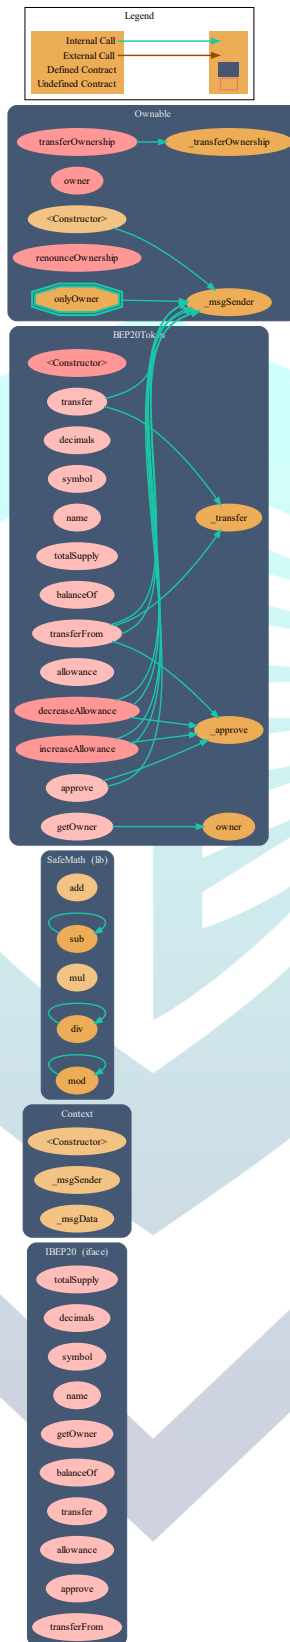 Legend
Internal Call
External Call
Defined Contract
Undefined Contract
Ownable
transferOwnership
_transferOwnership
owner
<Constructor>
renounceOwnership
onlyOwner
_msgSender
BEP20Token
<Constructor>
transfer
decimals
symbol
name
_transfer
totalSupply
balanceOf
transferFrom
allowance
decreaseAllowance
_approve
increaseAllowance
approve
getOwner
owner
SafeMath (lib)
add
sub
mul
div
mod
Context
<Constructor>
_msgSender
_msgData
IBEP20 (iface)
totalSupply
decimals
symbol
name
getOwner
balanceOf
transfer
allowance
approve
transferFrom